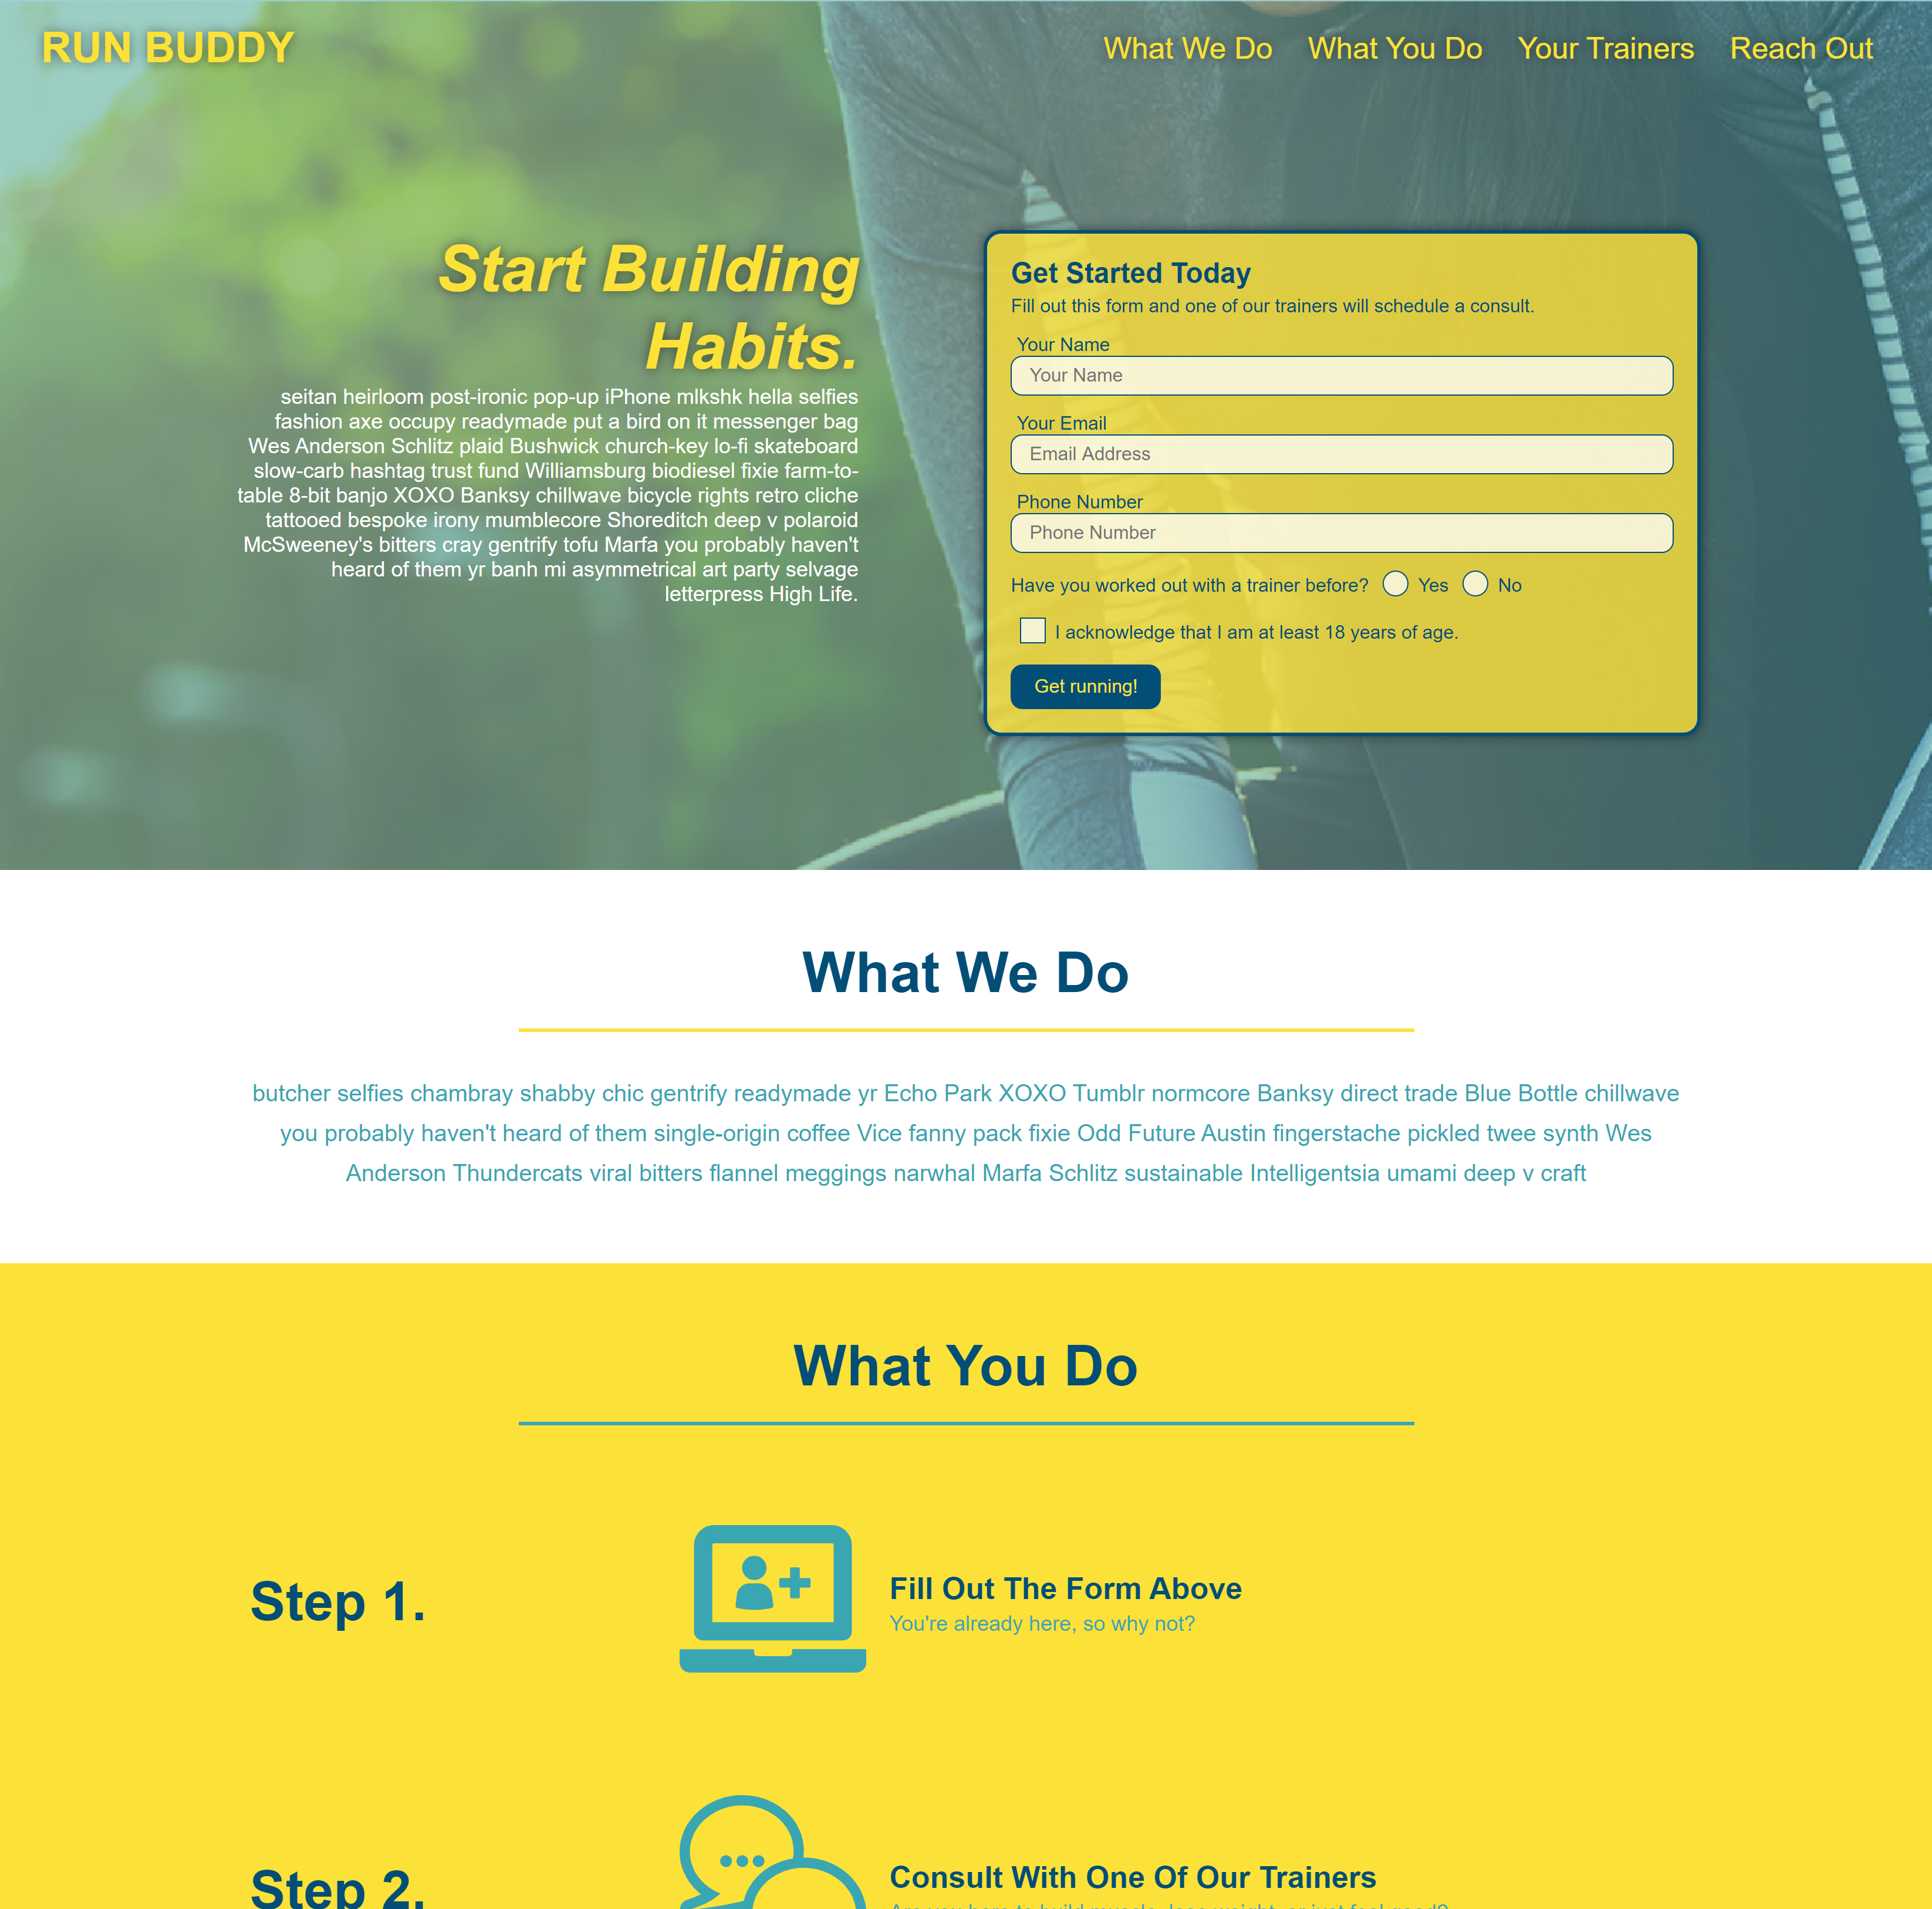 RUN BUDDY
What We Do
What You Do
Your Trainers
Reach Out
Start Building
Habits.
seitan heirloom post-ironic pop-up iPhone mlkshk hella selfies
fashion axe occupy readymade put a bird on it messenger bag
Wes Anderson Schlitz plaid Bushwick church-key lo-fi skateboard
slow-carb hashtag trust fund Williamsburg biodiesel fixie farm-to-
table 8-bit banjo XOXO Banksy chillwave bicycle rights retro cliche
tattooed bespoke irony mumblecore Shoreditch deep v polaroid
McSweeney's bitters cray gentrify tofu Marfa you probably haven't
heard of them yr banh mi asymmetrical art party selvage
letterpress High Life.
Get Started Today
Fill out this form and one of our trainers will schedule a consult.
Your Name
Your Name
Your Email
Email Address
Phone Number
Phone Number
Have you worked out with a trainer before? Yes No
I acknowledge that I am at least 18 years of age.
Get running!
What We Do
butcher selfies chambray shabby chic gentrify readymade yr Echo Park XOXO Tumblr normcore Banksy direct trade Blue Bottle chillwave
you probably haven't heard of them single-origin coffee Vice fanny pack fixie Odd Future Austin fingerstache pickled twee synth Wes
Anderson Thundercats viral bitters flannel meggings narwhal Marfa Schlitz sustainable Intelligentsia umami deep v craft
What You Do
Step 1.
Fill Out The Form Above
You're already here, so why not?
Step 2.
Consult With One Of Our Trainers